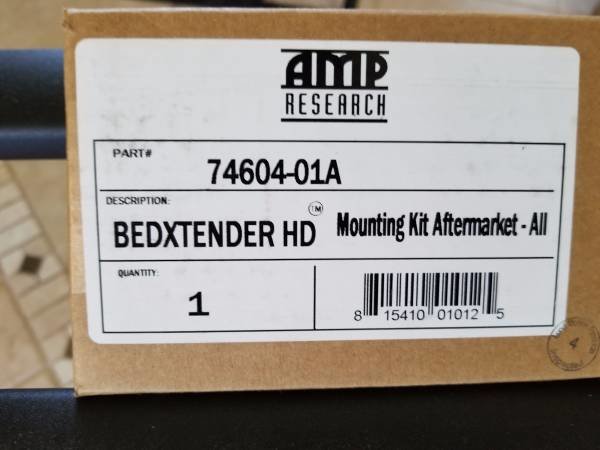 AMP
RESEARCH
PART#
74604-01A
DESCRIPTION:
BEDXTENDER HD ™ Mounting Kit Aftermarket - All
QUANTITY:
1
8 15410 01012 5
4